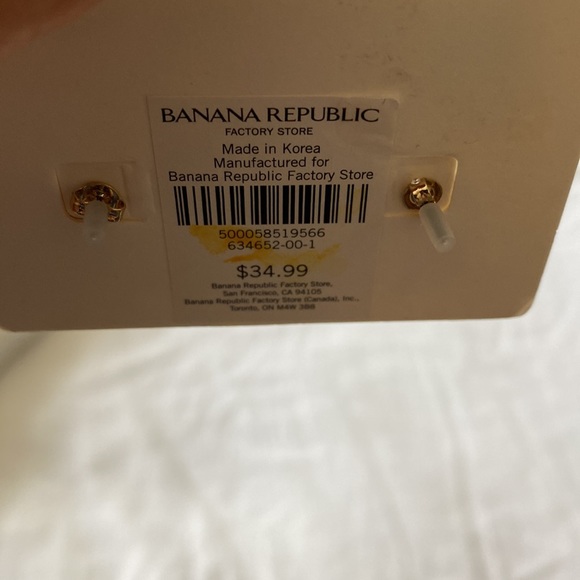 BANANA REPUBLIC
FACTORY STORE
Made in Korea
Manufactured for
Banana Republic Factory Store
500058519566
634652-00-1
$34.99
Banana Republic Factory Store,
San Francisco, CA 94105
Banana Republic Factory Store (Canada), Inc.,
Toronto, ON M4W 3B8